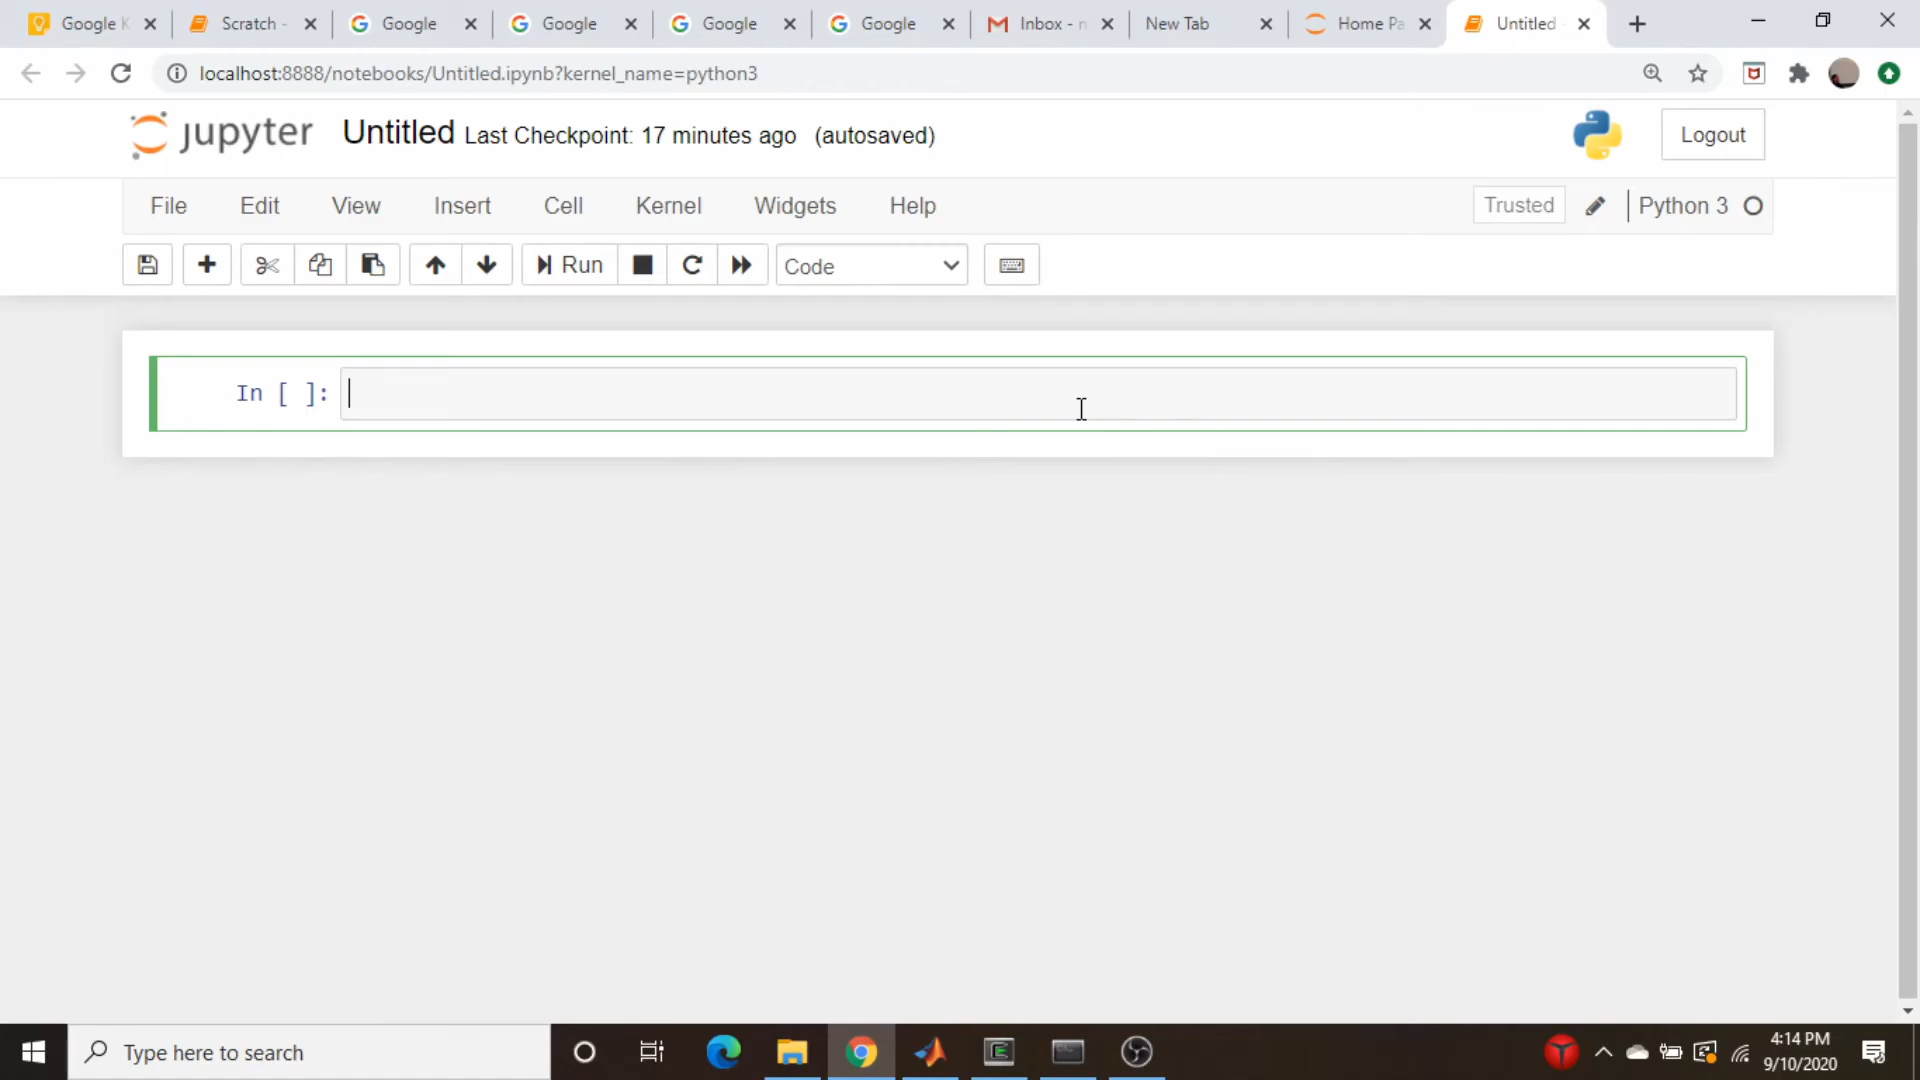 Google K
Scratch -
Google
Google
Google
Google
Inbox - n
New Tab
Home Pa
Untitled
localhost:8888/notebooks/Untitled.ipynb?kernel_name=python3
jupyter
Untitled Last Checkpoint: 17 minutes ago (autosaved)
Logout
File
Edit
View
Insert
Cell
Kernel
Widgets
Help
Trusted
Python 3
Run
Code
In [ ]:
Type here to search
4:14 PM
9/10/2020